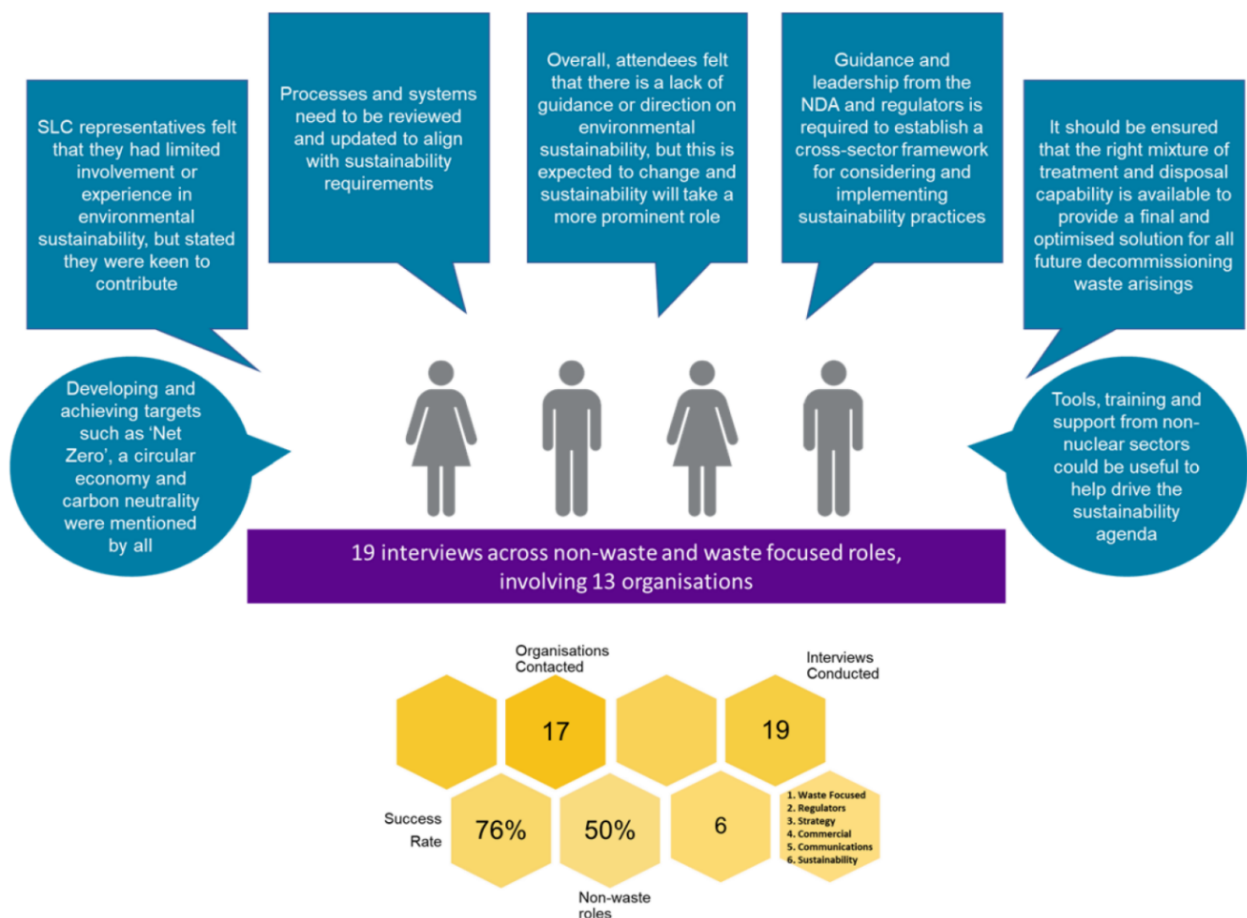 SLC representatives felt
that they had limited
involvement or
experience in
environmental
sustainability, but stated
they were keen to
contribute
Processes and systems
need to be reviewed
and updated to align
with sustainability
requirements
Overall, attendees felt
that there is a lack of
guidance or direction on
environmental
sustainability, but this is
expected to change and
sustainability will take a
more prominent role
Guidance and
leadership from the
NDA and regulators is
required to establish a
cross-sector framework
for considering and
implementing
sustainability practices
It should be ensured
that the right mixture of
treatment and disposal
capability is available to
provide a final and
optimised solution for all
future decommissioning
waste arisings
Developing and
achieving targets
such as ‘Net
Zero’, a circular
economy and
carbon neutrality
were mentioned
by all
Tools, training and
support from non-
nuclear sectors
could be useful to
help drive the
sustainability
agenda
19 interviews across non-waste and waste focused roles,
involving 13 organisations
Organisations
Contacted
17
Interviews
Conducted
19
Success
Rate
76%
50%
Non-waste
roles
6
1. Waste Focused
2. Regulators
3. Strategy
4. Commercial
5. Communications
6. Sustainability